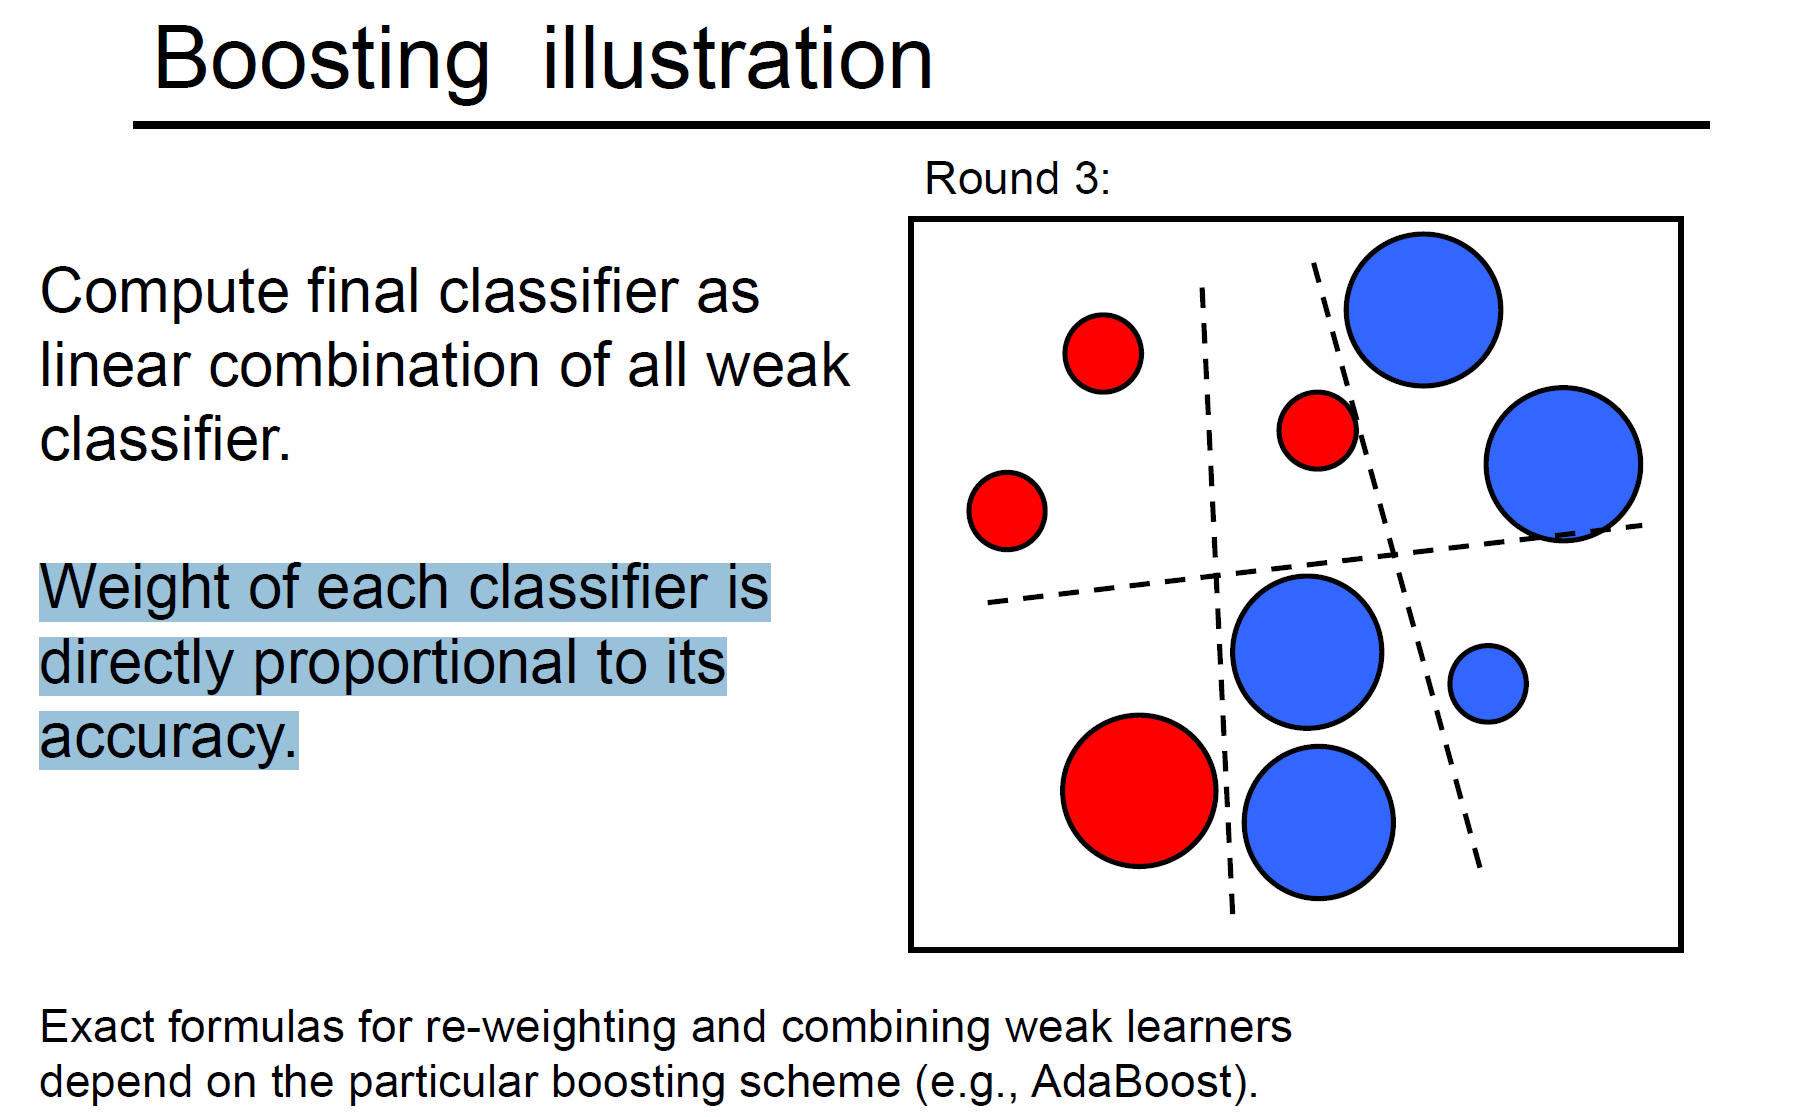 Boosting illustration
Round 3:
Compute final classifier as
linear combination of all weak
classifier.
Weight of each classifier is
directly proportional to its
accuracy.
Exact formulas for re-weighting and combining weak learners
depend on the particular boosting scheme (e.g., AdaBoost).